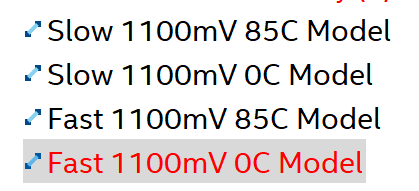 Slow 1100mV 85C Model
Slow 1100mV 0C Model
Fast 1100mV 85C Model
Fast 1100mV 0C Model